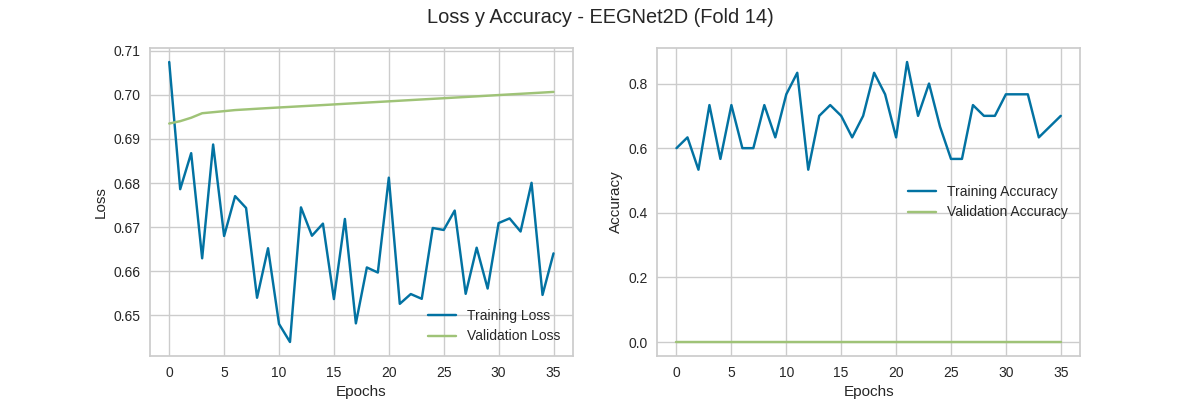 Loss y Accuracy - EEGNet2D (Fold 14)
0.71
0.70
0.69
0.68
0.67
0.66
0.65
Loss
0 5 10 15 20 25 30 35
Epochs
Training Loss
Validation Loss
0.8
0.6
0.4
0.2
0.0
Accuracy
0 5 10 15 20 25 30 35
Epochs
Training Accuracy
Validation Accuracy